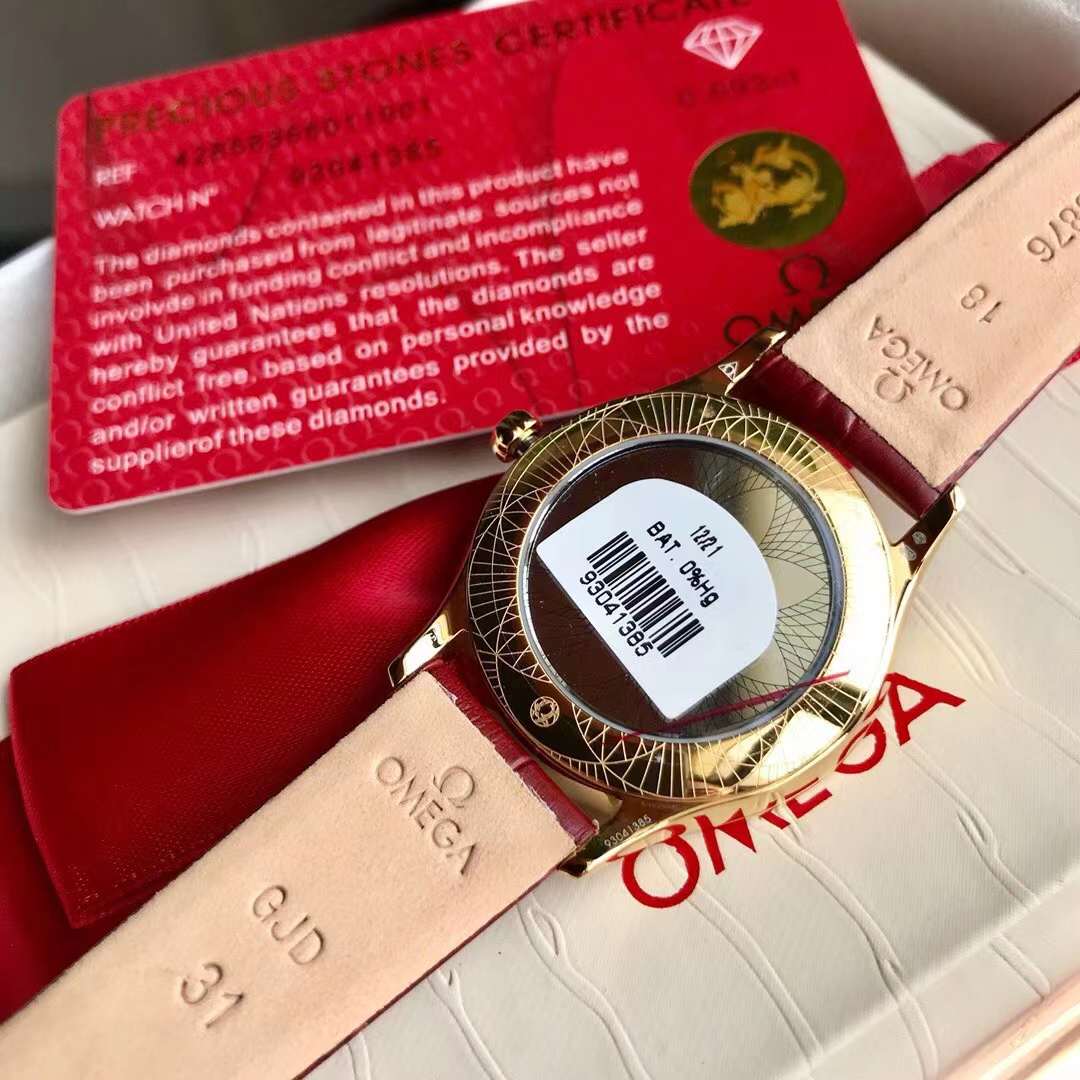 PRECIOUS STONES CERTIFICATE
REF
WATCH N°
93041385
The diamonds contained in this product have
been purchased from legitimate sources not
involvde in funding conflict and incompliance
with United Nations resolutions. The seller
hereby guarantees that the diamonds are
conflict free, based on personal knowledge
and/or written guarantees provided by the
supplierof these diamonds.
OMEGA
18
12/21
BAT. 0%Hg
93041385
93041385
OMEGA
GJD
31
OMEGA